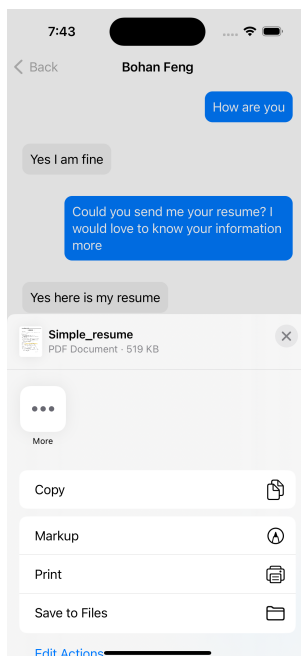 7:43
Back
Bohan Feng
How are you
Yes I am fine
Could you send me your resume? I
would love to know your information
more
Yes here is my resume
Simple_resume
PDF Document · 519 KB
More
Copy
Markup
Print
Save to Files
Edit Actions